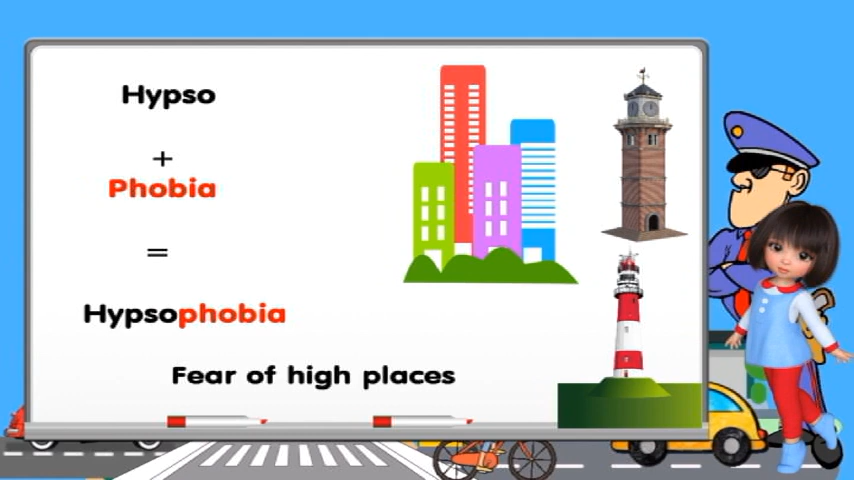 Hypso
+
Phobia
=
Hypsophobia
Fear of high places